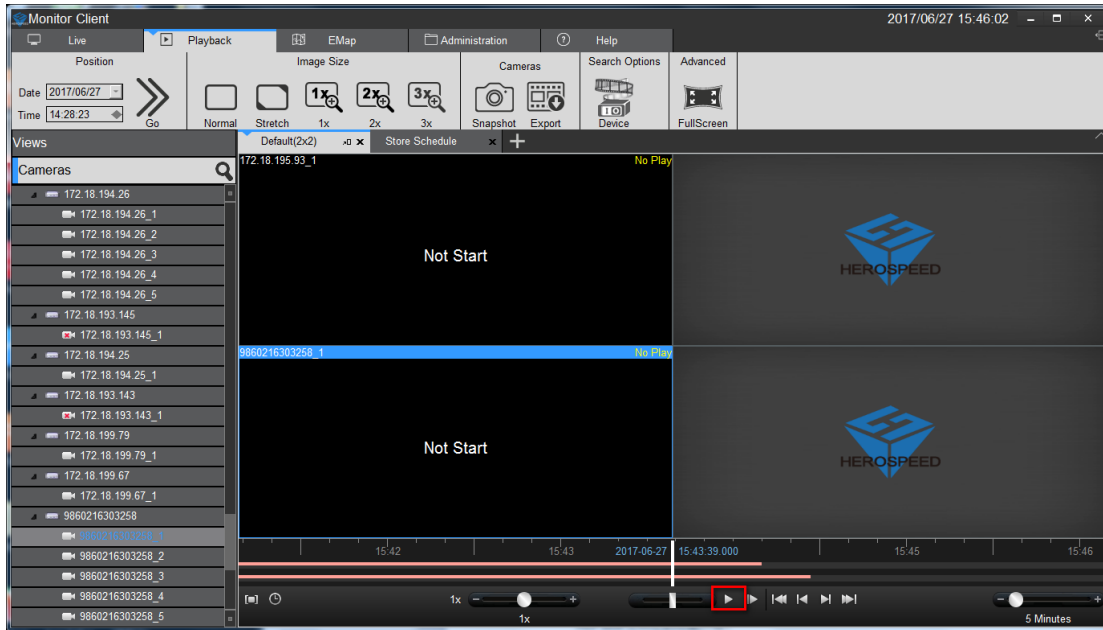 Monitor Client
2017/06/27 15:46:02
Live
Playback
EMap
Administration
Help
Position
Date 2017/06/27
Time 14:28:23
Go
Image Size
1x
2x
3x
Normal
Stretch
1x
2x
3x
Cameras
Snapshot
Export
Search Options
Device
Advanced
FullScreen
Views
Default(2x2)
Store Schedule
Cameras
172.18.194.26
172.18.194.26_1
172.18.194.26_2
172.18.194.26_3
172.18.194.26_4
172.18.194.26_5
172.18.193.145
172.18.193.145_1
172.18.194.25
172.18.194.25_1
172.18.193.143
172.18.193.143_1
172.18.199.79
172.18.199.79_1
172.18.199.67
172.18.199.67_1
9860216303258
9860216303258_1
9860216303258_2
9860216303258_3
9860216303258_4
9860216303258_5
172.18.195.93_1
No Play
Not Start
HEROSPEED
9860216303258_1
No Play
Not Start
HEROSPEED
15:42
15:43
2017-06-27
15:43:39.000
15:45
15:46
1x
1x
5 Minutes